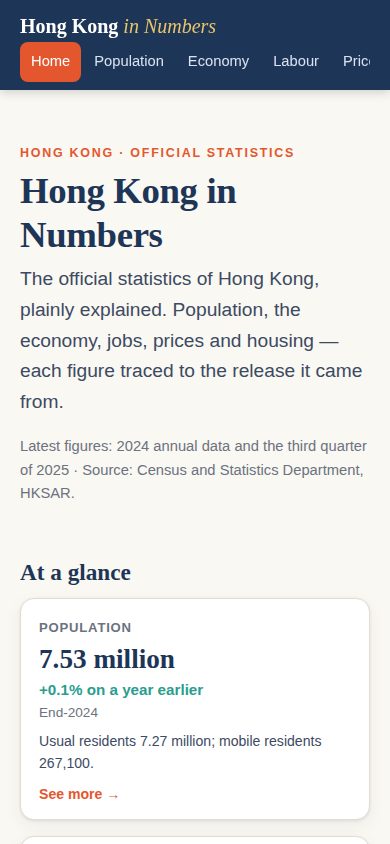 Hong Kong in Numbers
Home Population Economy Labour
HONG KONG · OFFICIAL STATISTICS
Hong Kong in
Numbers
The official statistics of Hong Kong,
plainly explained. Population, the
economy, jobs, prices and housing —
each figure traced to the release it came
from.
Latest figures: 2024 annual data and the third quarter
of 2025 · Source: Census and Statistics Department,
HKSAR.
At a glance
POPULATION
7.53 million
+0.1% on a year earlier
End-2024
Usual residents 7.27 million; mobile residents
267,100.
See more →